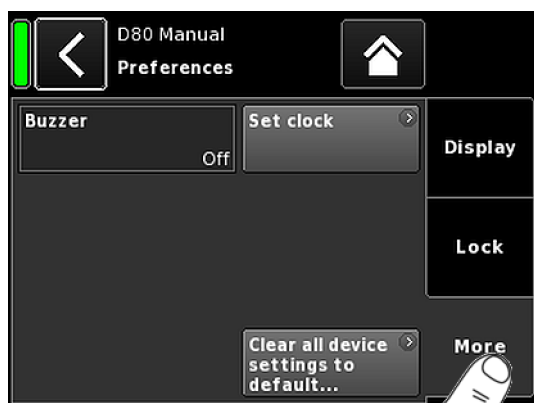 D80 Manual
Preferences
Buzzer
Off
Set clock
Display
Lock
Clear all device
settings to
default...
More